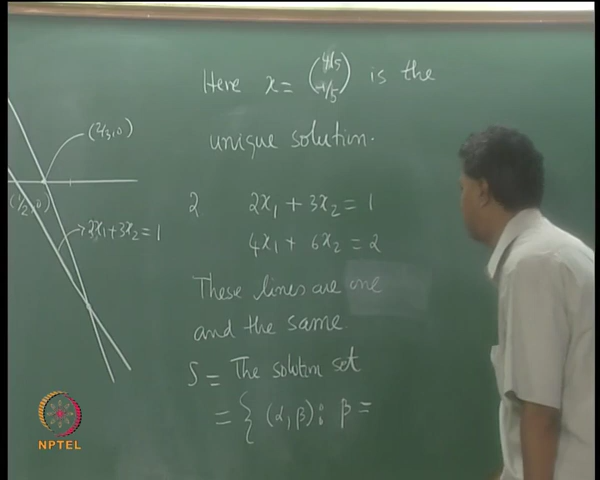 Here x = (4/5 -1/5) is the
unique solution.
(2/3, 0)
(1/2, 0)
2x₁ + 3x₂ = 1
2 2x₁ + 3x₂ = 1
4x₁ + 6x₂ = 2
These lines are one
and the same.
S = The solution set
= { (α, β) : β =
NPTEL